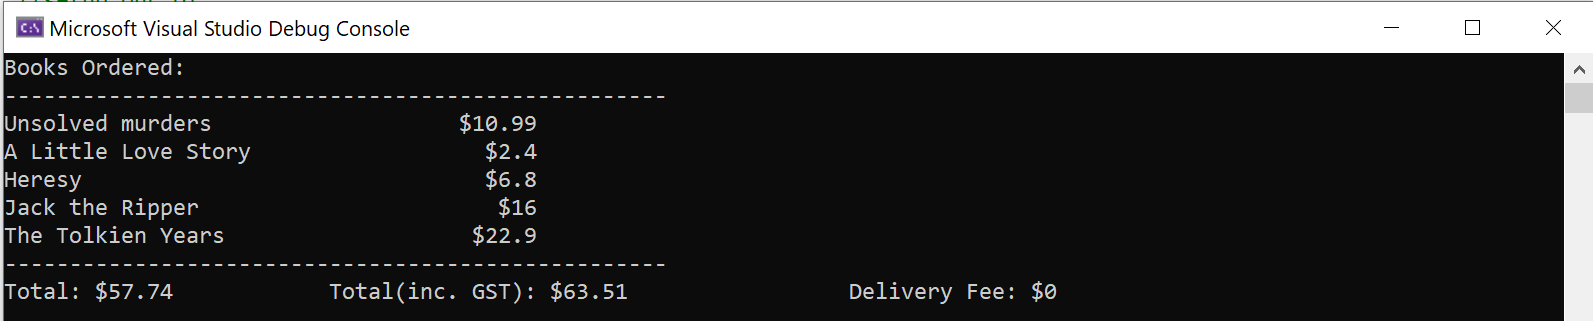 Microsoft Visual Studio Debug Console
Books Ordered:
---------------------------------------------------
Unsolved murders                   $10.99
A Little Love Story                  $2.4
Heresy                               $6.8
Jack the Ripper                       $16
The Tolkien Years                   $22.9
---------------------------------------------------
Total: $57.74            Total(inc. GST): $63.51                 Delivery Fee: $0